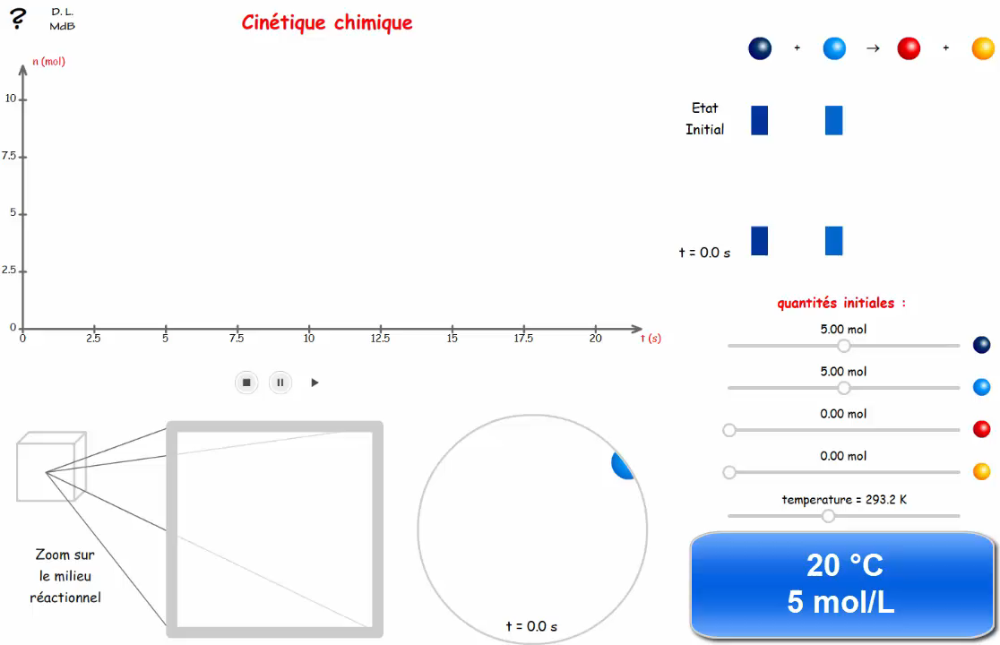 ?
D. L.
MdB
Cinétique chimique
+ → +
n (mol)
10
7.5
5
2.5
0
0 2.5 5 7.5 10 12.5 15 17.5 20
t (s)
Etat
Initial
t = 0.0 s
quantités initiales :
5.00 mol
5.00 mol
0.00 mol
0.00 mol
temperature = 293.2 K
20 °C
5 mol/L
Zoom sur
le milieu
réactionnel
t = 0.0 s